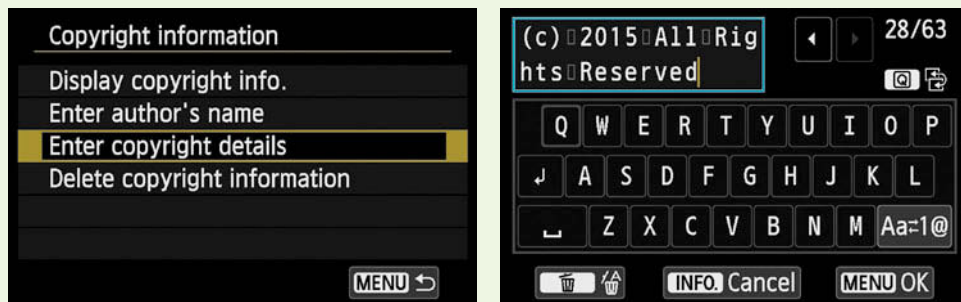 Copyright information
Display copyright info.
Enter author's name
Enter copyright details
Delete copyright information
MENU
(c) 2015 All Rig
hts Reserved
28/63
Q
Q W E R T Y U I O P
A S D F G H J K L
Z X C V B N M Aa⇄1@
INFO. Cancel
MENU OK